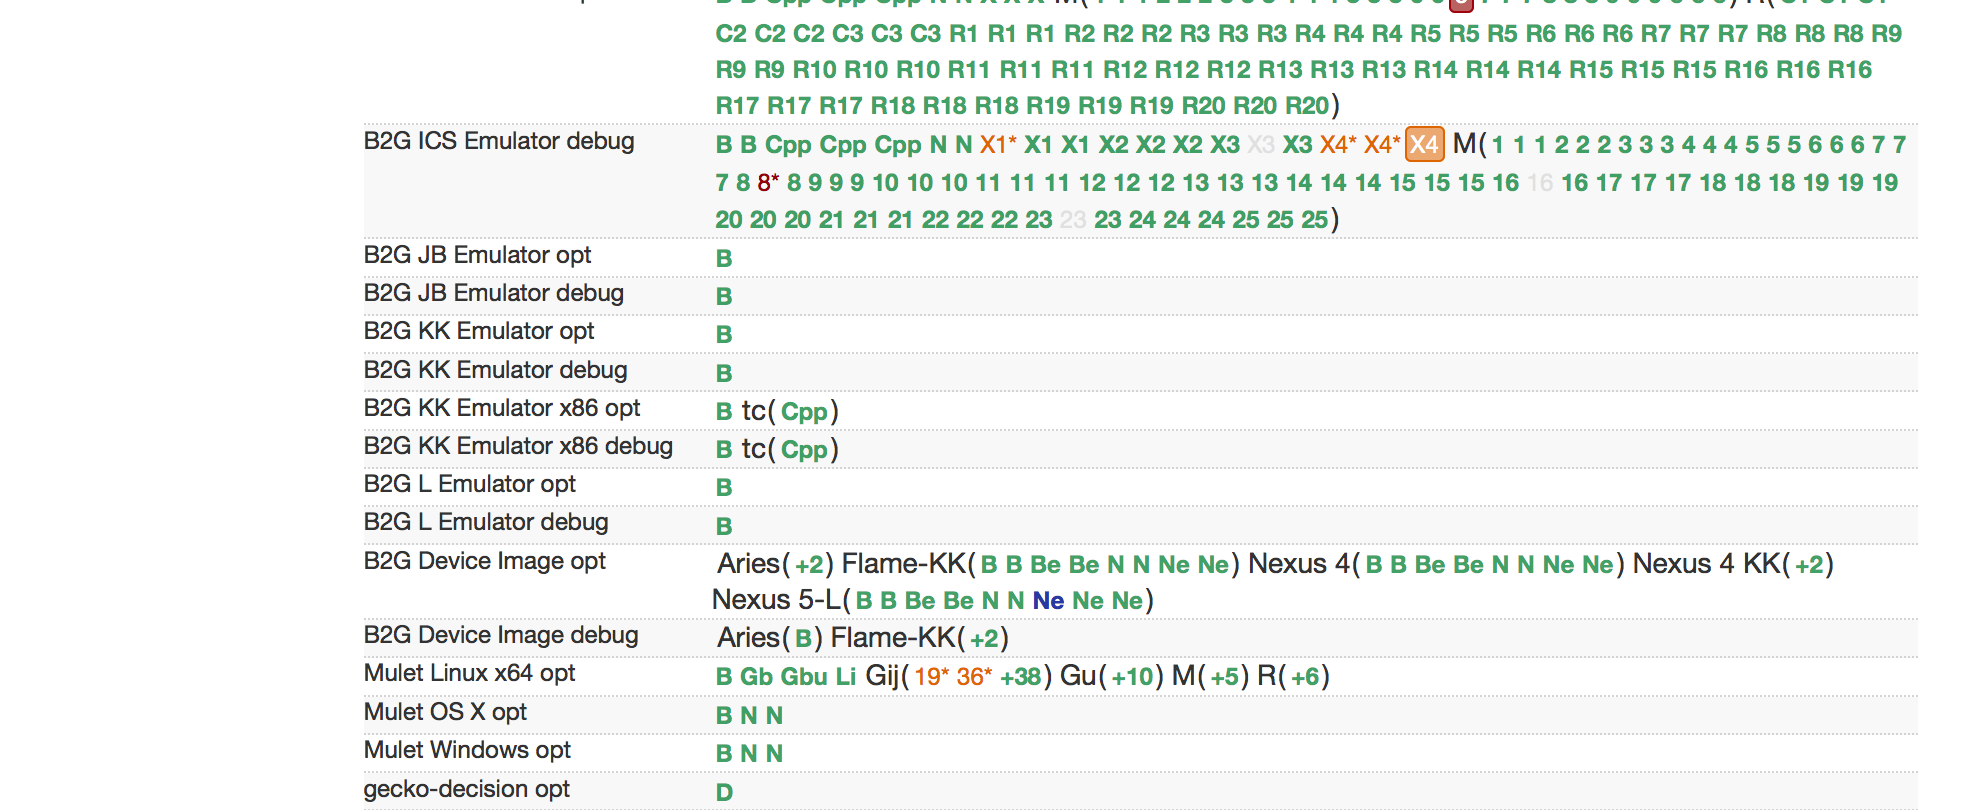 C2 C2 C2 C3 C3 C3 R1 R1 R1 R2 R2 R2 R3 R3 R3 R4 R4 R4 R5 R5 R5 R6 R6 R6 R7 R7 R7 R8 R8 R8 R9
R9 R9 R10 R10 R10 R11 R11 R11 R12 R12 R12 R13 R13 R13 R14 R14 R14 R15 R15 R15 R16 R16 R16
R17 R17 R17 R18 R18 R18 R19 R19 R19 R20 R20 R20)
B2G ICS Emulator debug B B Cpp Cpp Cpp N N X1* X1 X1 X2 X2 X2 X3 X3 X3 X4* X4* X4 M( 1 1 1 2 2 2 3 3 3 4 4 4 5 5 5 6 6 6 7 7
7 8 8* 8 9 9 9 10 10 10 11 11 11 12 12 12 13 13 13 14 14 14 15 15 15 16 16 16 17 17 17 18 18 18 19 19 19
20 20 20 21 21 21 22 22 22 23 23 23 24 24 24 25 25 25)
B2G JB Emulator opt B
B2G JB Emulator debug B
B2G KK Emulator opt B
B2G KK Emulator debug B
B2G KK Emulator x86 opt B tc( Cpp)
B2G KK Emulator x86 debug B tc( Cpp)
B2G L Emulator opt B
B2G L Emulator debug B
B2G Device Image opt Aries( +2) Flame-KK( B B Be Be N N Ne Ne) Nexus 4( B B Be Be N N Ne Ne) Nexus 4 KK( +2)
Nexus 5-L( B B Be Be N N Ne Ne Ne)
B2G Device Image debug Aries( B) Flame-KK( +2)
Mulet Linux x64 opt B Gb Gbu Li Gij( 19* 36* +38) Gu( +10) M( +5) R( +6)
Mulet OS X opt B N N
Mulet Windows opt B N N
gecko-decision opt D